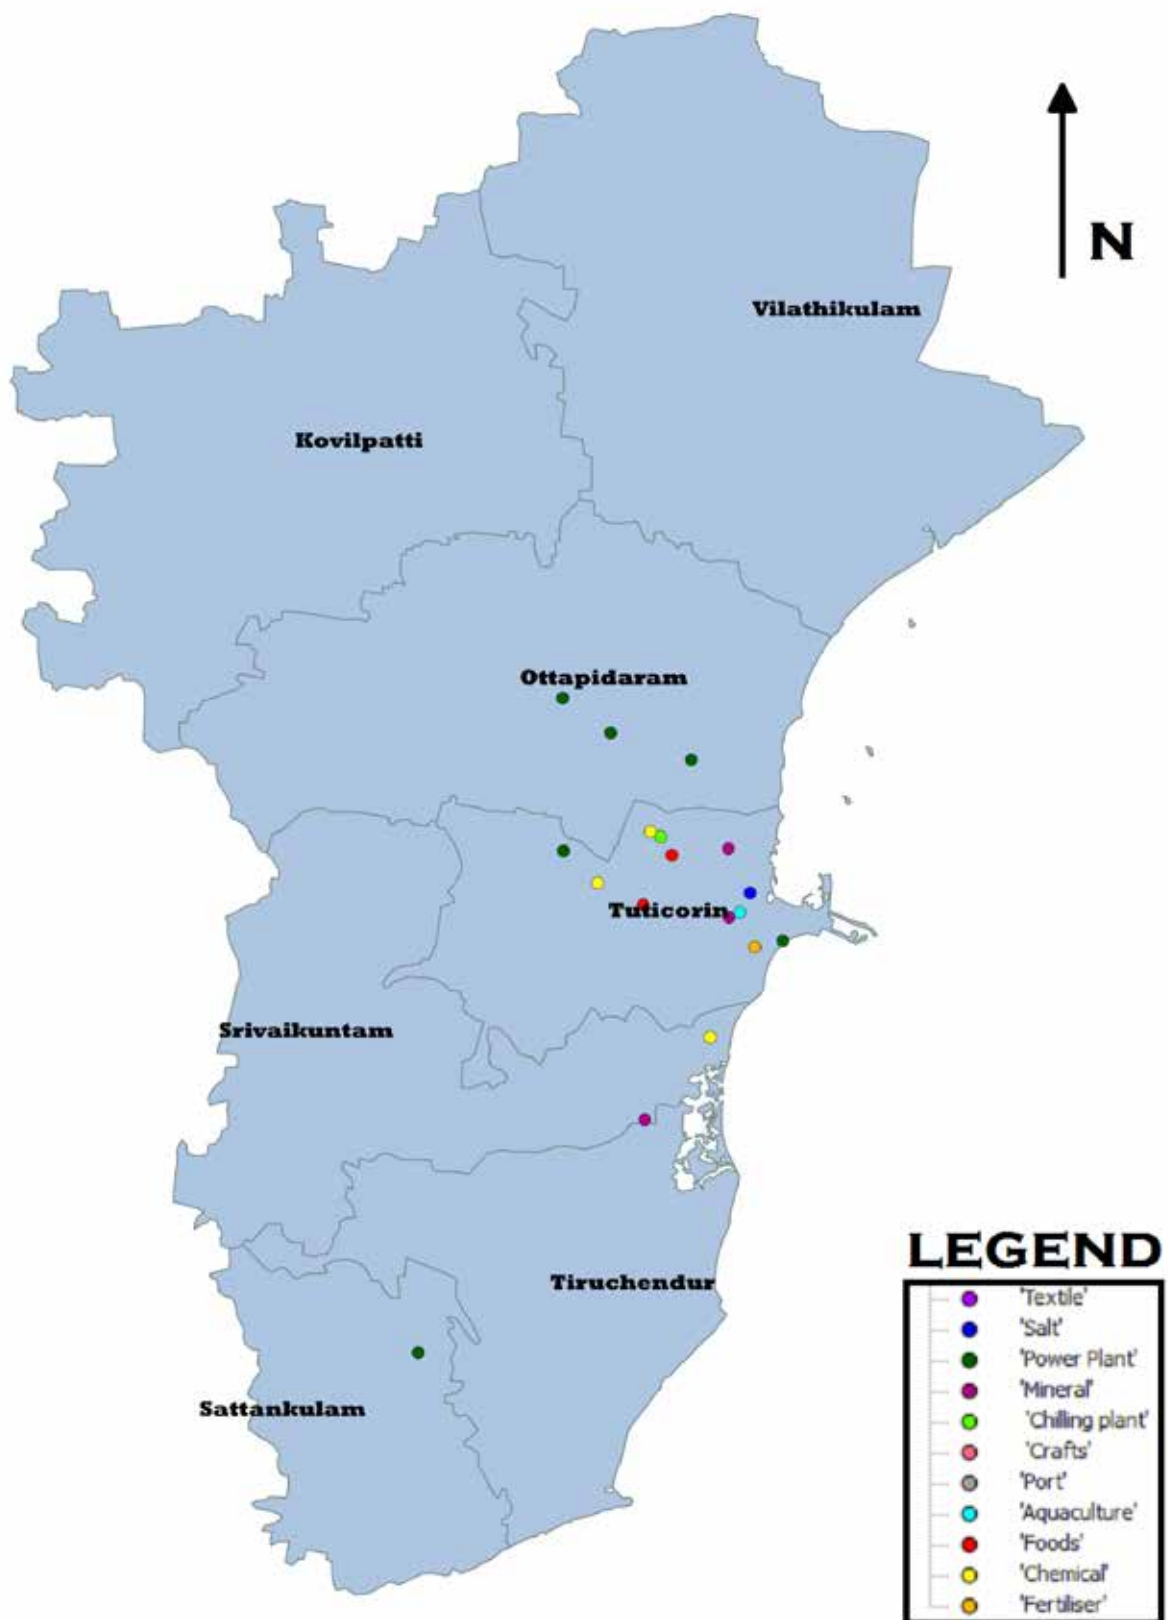 N
Vilathikulam
Kovilpatti
Ottapidaram
Tuticorin
Srivaikuntam
Tiruchendur
Sattankulam
LEGEND
'Textile'
'Salt'
'Power Plant'
'Mineral'
'Chilling plant'
'Crafts'
'Port'
'Aquaculture'
'Foods'
'Chemical'
'Fertiliser'